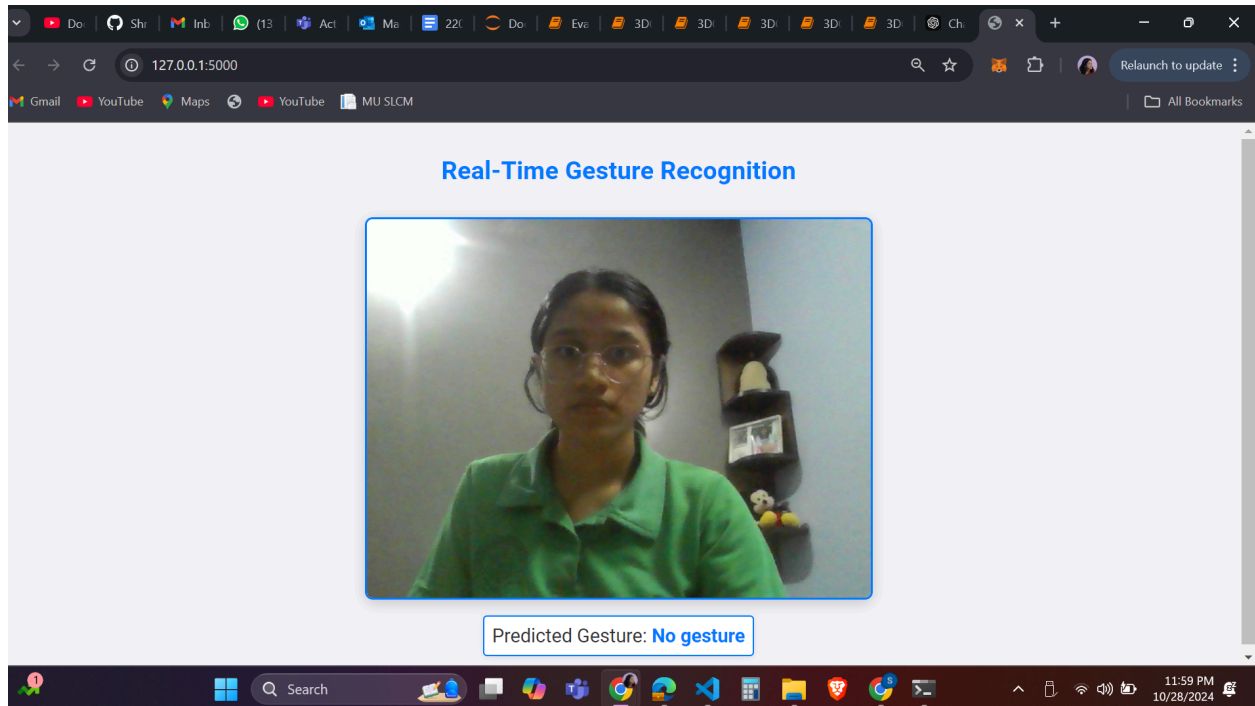 Do
Shr
Inb
(13
Act
Ma
220
Do
Eva
3D
3D
3D
3D
3D
Ch
127.0.0.1:5000
Relaunch to update
Gmail
YouTube
Maps
YouTube
MU SLCM
All Bookmarks
Real-Time Gesture Recognition
Predicted Gesture: No gesture
1
Search
S
11:59 PM
10/28/2024